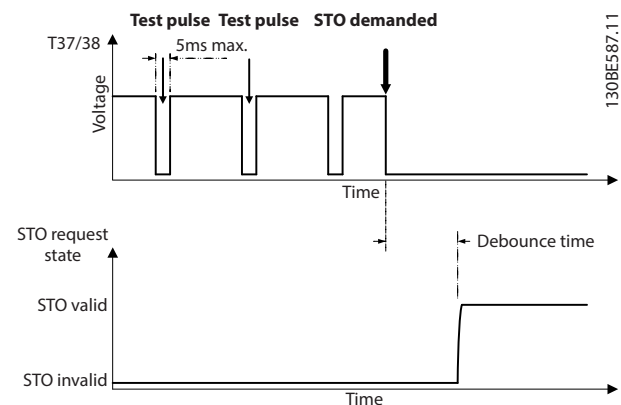 Test pulse Test pulse STO demanded
T37/38
5ms max.
Voltage
Time
130BE587.11
STO request
state
Debounce time
STO valid
STO invalid
Time